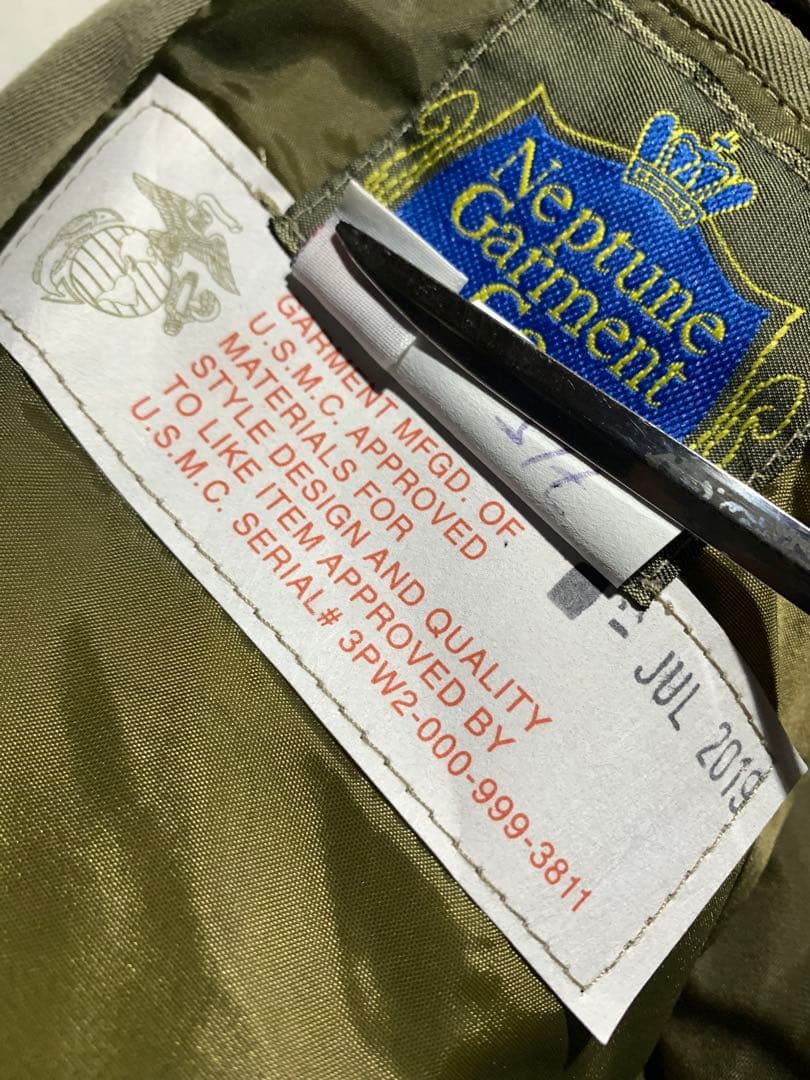 Neptune
Garment
Co.
GARMENT MFGD. OF
U.S.M.C. APPROVED
MATERIALS FOR
STYLE DESIGN AND QUALITY
TO LIKE ITEM APPROVED BY
U.S.M.C. SERIAL# 3PW2-000-999-3811
JUL 2019